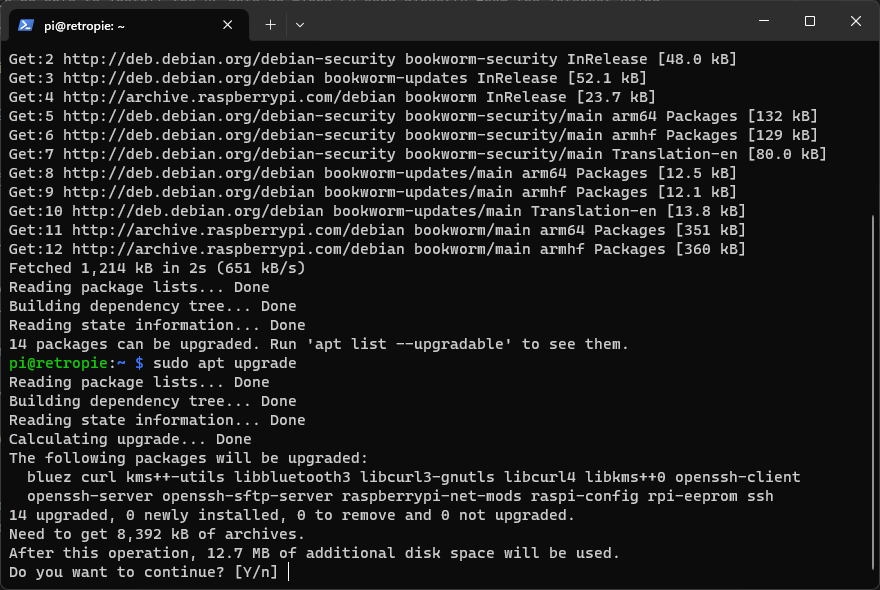 pi@retropie: ~
Get:2 http://deb.debian.org/debian-security bookworm-security InRelease [48.0 kB]
Get:3 http://deb.debian.org/debian bookworm-updates InRelease [52.1 kB]
Get:4 http://archive.raspberrypi.com/debian bookworm InRelease [23.7 kB]
Get:5 http://deb.debian.org/debian-security bookworm-security/main arm64 Packages [132 kB]
Get:6 http://deb.debian.org/debian-security bookworm-security/main armhf Packages [129 kB]
Get:7 http://deb.debian.org/debian-security bookworm-security/main Translation-en [80.0 kB]
Get:8 http://deb.debian.org/debian bookworm-updates/main arm64 Packages [12.5 kB]
Get:9 http://deb.debian.org/debian bookworm-updates/main armhf Packages [12.1 kB]
Get:10 http://deb.debian.org/debian bookworm-updates/main Translation-en [13.8 kB]
Get:11 http://archive.raspberrypi.com/debian bookworm/main arm64 Packages [351 kB]
Get:12 http://archive.raspberrypi.com/debian bookworm/main armhf Packages [360 kB]
Fetched 1,214 kB in 2s (651 kB/s)
Reading package lists... Done
Building dependency tree... Done
Reading state information... Done
14 packages can be upgraded. Run 'apt list --upgradable' to see them.
pi@retropie:~ $ sudo apt upgrade
Reading package lists... Done
Building dependency tree... Done
Reading state information... Done
Calculating upgrade... Done
The following packages will be upgraded:
  bluez curl kms++-utils libbluetooth3 libcurl3-gnutls libcurl4 libkms++0 openssh-client
  openssh-server openssh-sftp-server raspberrypi-net-mods raspi-config rpi-eeprom ssh
14 upgraded, 0 newly installed, 0 to remove and 0 not upgraded.
Need to get 8,392 kB of archives.
After this operation, 12.7 MB of additional disk space will be used.
Do you want to continue? [Y/n]